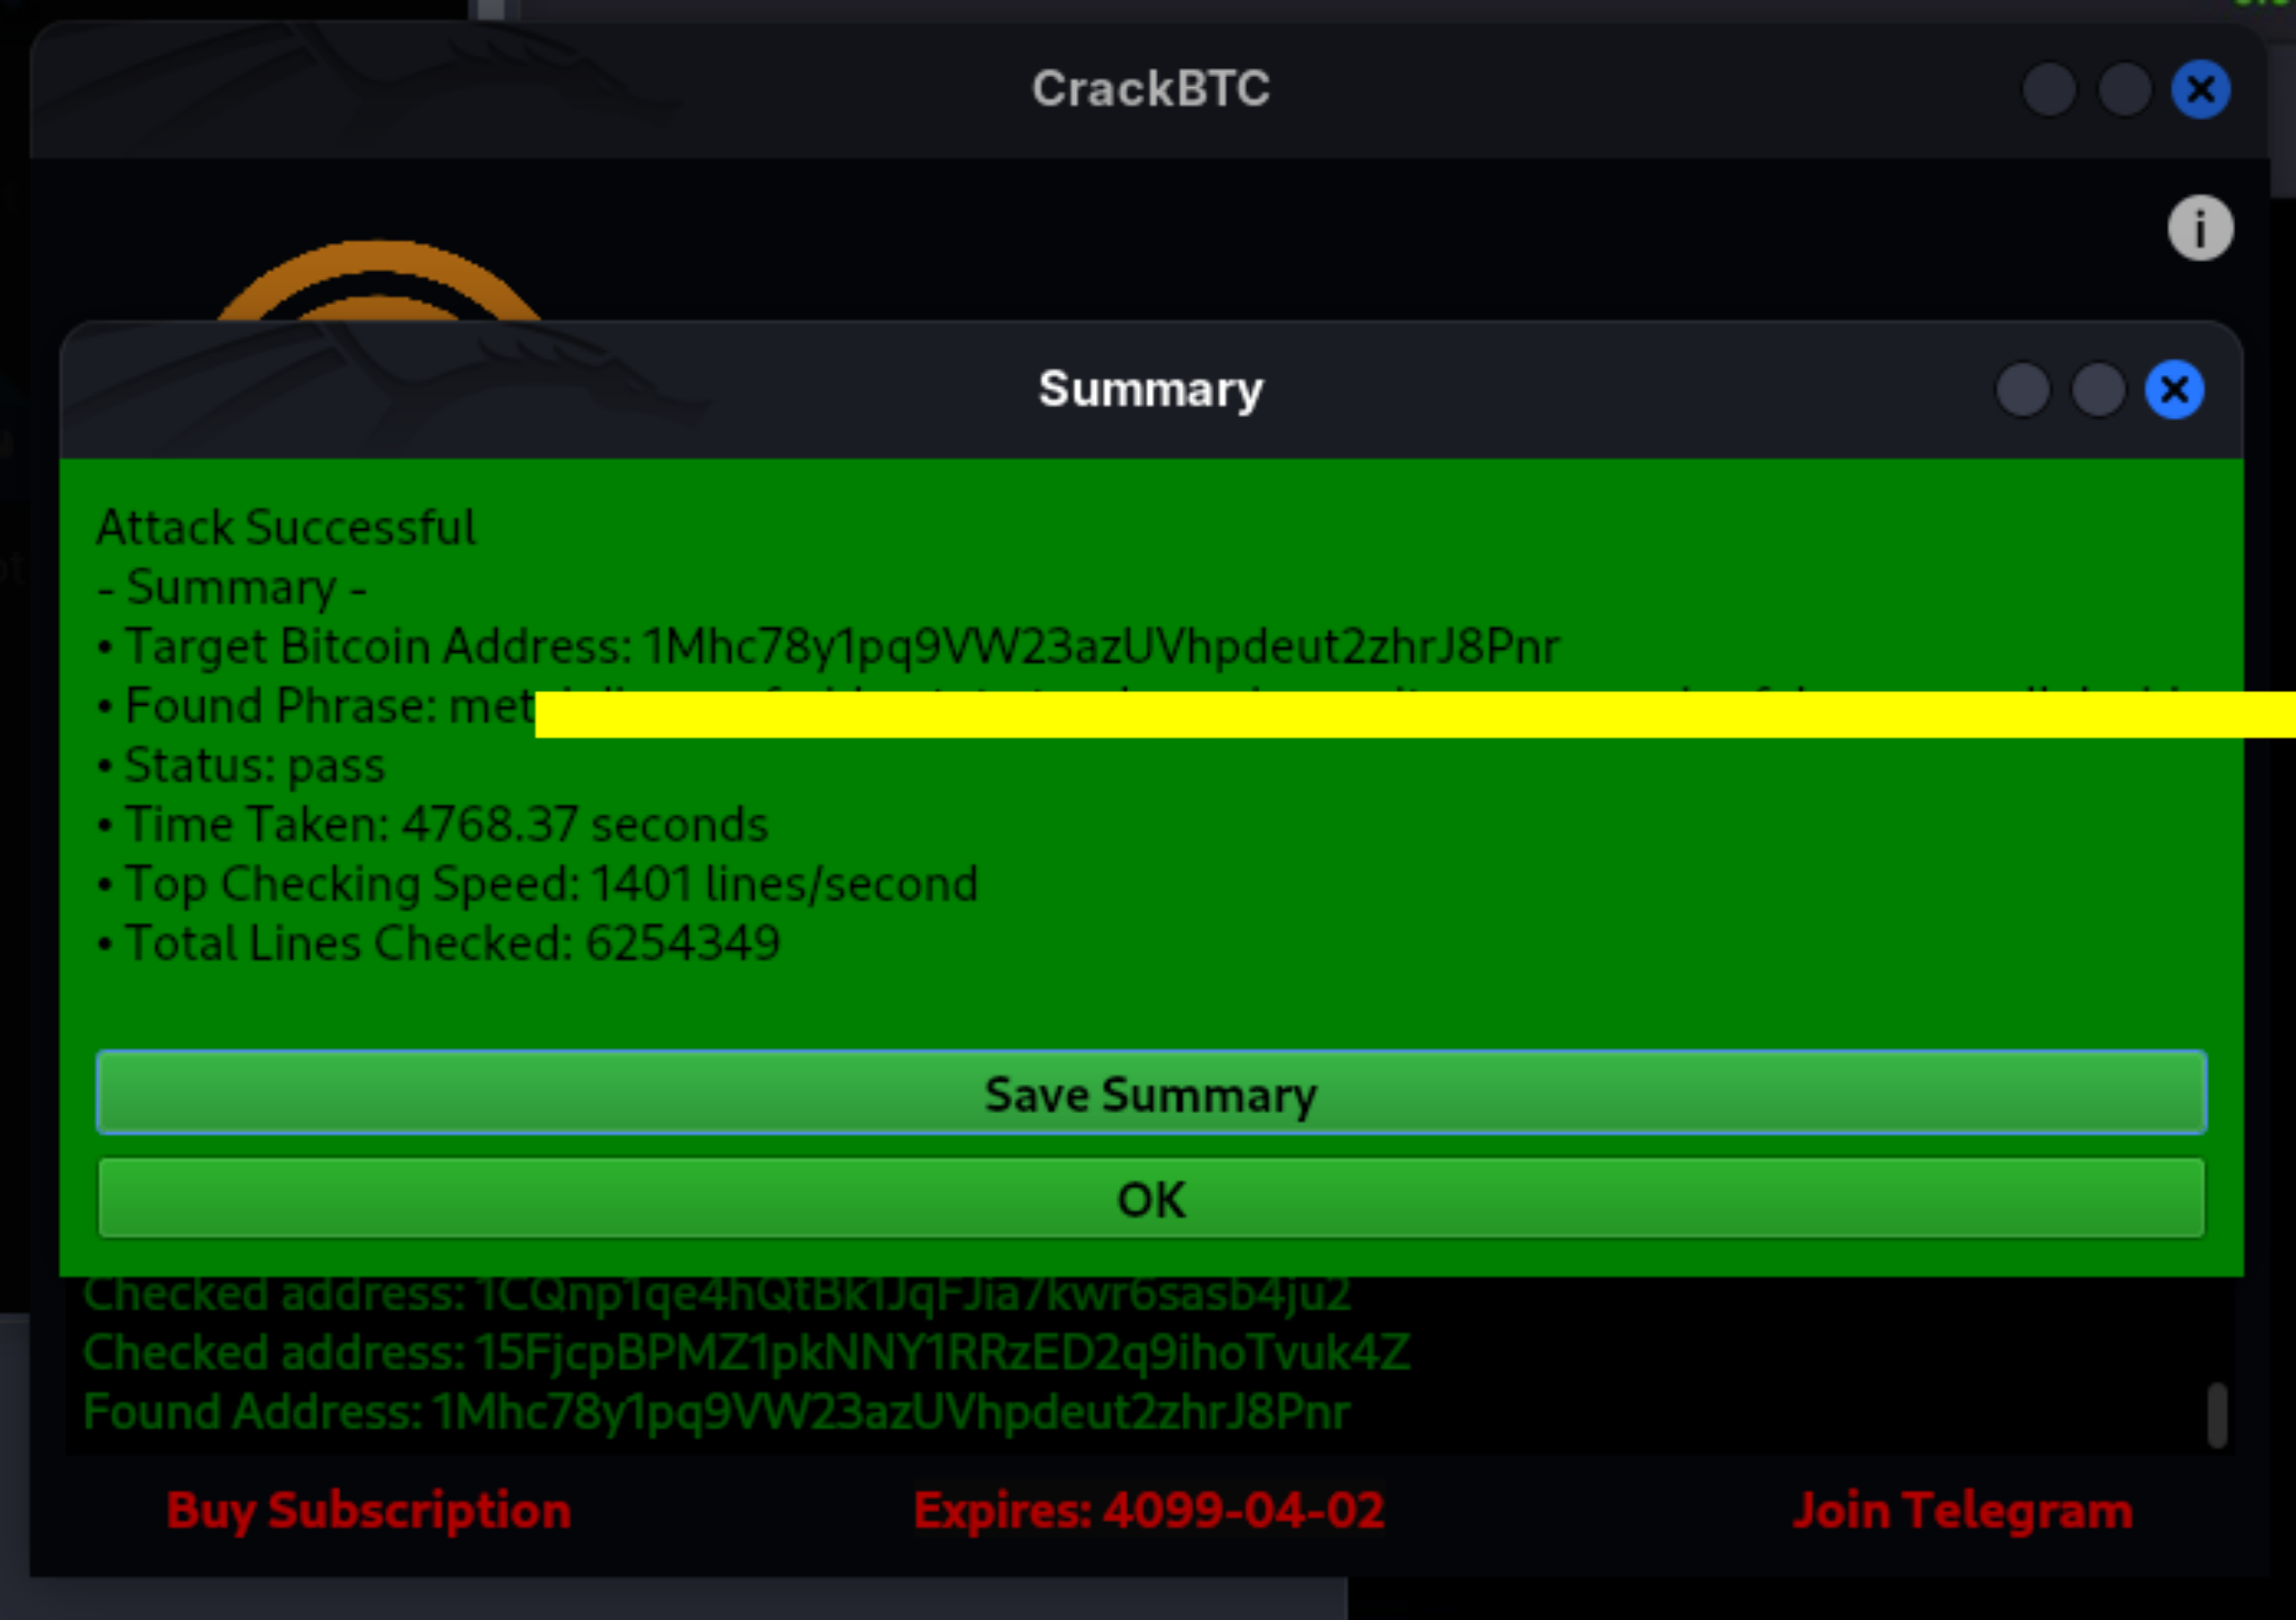 CrackBTC
i
Summary
Attack Successful
- Summary -
• Target Bitcoin Address: 1Mhc78y1pq9VW23azUVhpdeut2zhrJ8Pnr
• Found Phrase: met
• Status: pass
• Time Taken: 4768.37 seconds
• Top Checking Speed: 1401 lines/second
• Total Lines Checked: 6254349
Save Summary
OK
Checked address: 1CQnp1qe4hQtBk1JqFJia7kwr6sasb4ju2
Checked address: 15FjcpBPMZ1pkNNY1RRzED2q9ihoTvuk4Z
Found Address: 1Mhc78y1pq9VW23azUVhpdeut2zhrJ8Pnr
Buy Subscription
Expires: 4099-04-02
Join Telegram